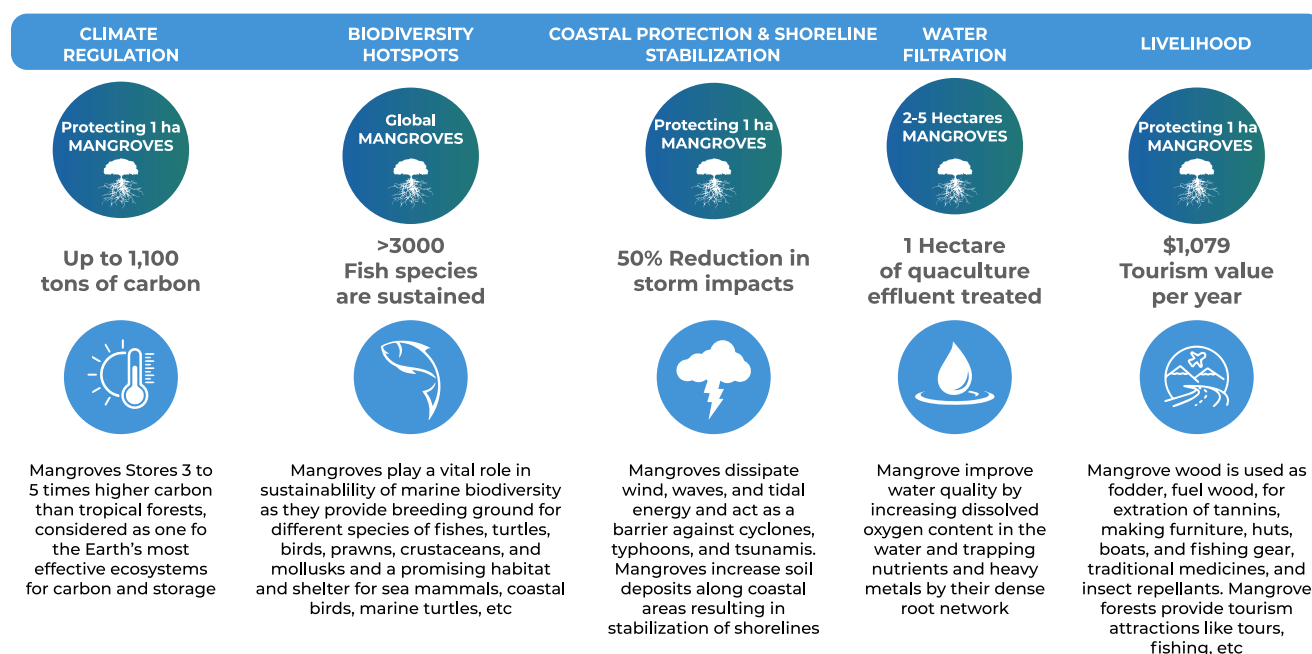 CLIMATE
REGULATION
Protecting 1 ha
MANGROVES
Up to 1,100
tons of carbon
Mangroves Stores 3 to
5 times higher carbon
than tropical forests,
considered as one fo
the Earth's most
effective ecosystems
for carbon and storage
BIODIVERSITY
HOTSPOTS
Global
MANGROVES
>3000
Fish species
are sustained
Mangroves play a vital role in
sustainablility of marine biodiversity
as they provide breeding ground for
different species of fishes, turtles,
birds, prawns, crustaceans, and
mollusks and a promising habitat
and shelter for sea mammals, coastal
birds, marine turtles, etc
COASTAL PROTECTION & SHORELINE
STABILIZATION
Protecting 1 ha
MANGROVES
50% Reduction in
storm impacts
Mangroves dissipate
wind, waves, and tidal
energy and act as a
barrier against cyclones,
typhoons, and tsunamis.
Mangroves increase soil
deposits along coastal
areas resulting in
stabilization of shorelines
WATER
FILTRATION
2-5 Hectares
MANGROVES
1 Hectare
of quaculture
effluent treated
Mangrove improve
water quality by
increasing dissolved
oxygen content in the
water and trapping
nutrients and heavy
metals by their dense
root network
LIVELIHOOD
Protecting 1 ha
MANGROVES
$1,079
Tourism value
per year
Mangrove wood is used as
fodder, fuel wood, for
extration of tannins,
making furniture, huts,
boats, and fishing gear,
traditional medicines, and
insect repellants. Mangrove
forests provide tourism
attractions like tours,
fishing, etc